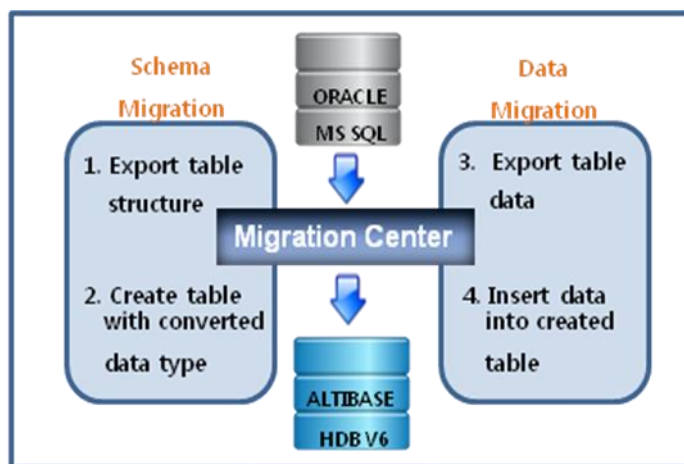 Schema
Migration
1. Export table
structure
2. Create table
with converted
data type
ORACLE
MS SQL
Migration Center
ALTIBASE
HDB V6
Data
Migration
3. Export table
data
4. Insert data
into created
table